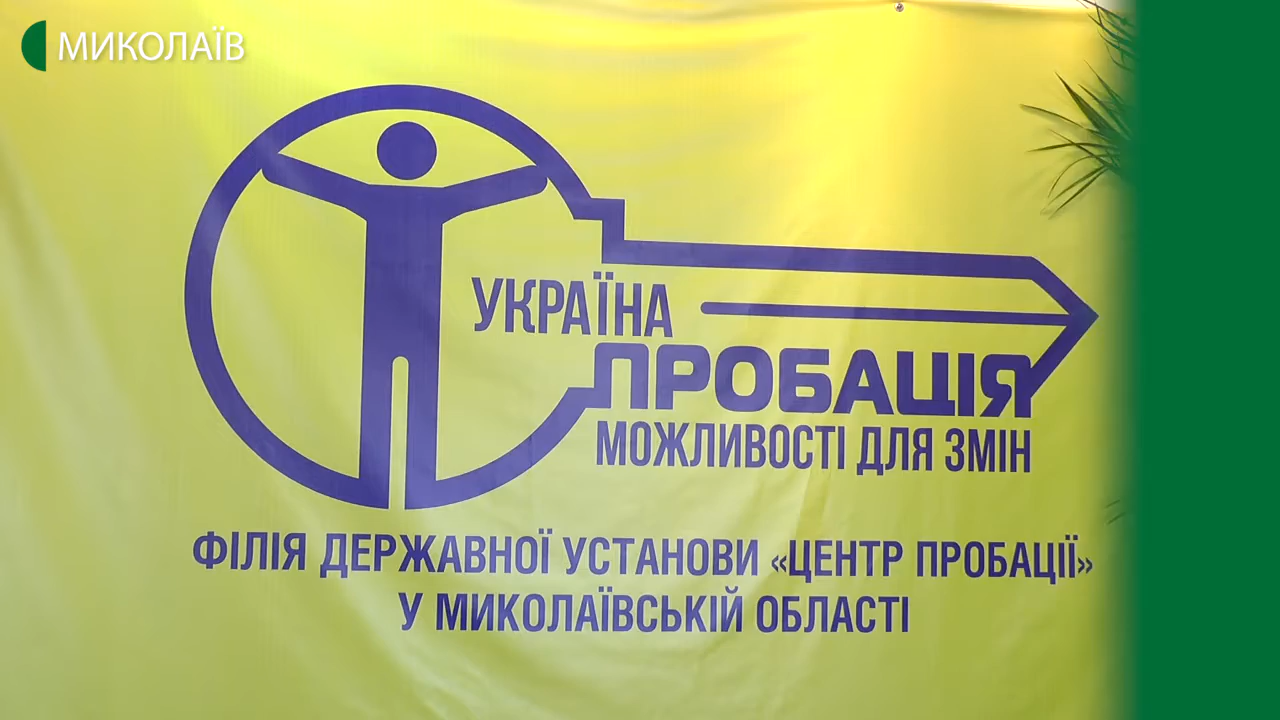 МИКОЛАЇВ
УКРАЇНА
ПРОБАЦІЯ
МОЖЛИВОСТІ ДЛЯ ЗМІН
ФІЛІЯ ДЕРЖАВНОЇ УСТАНОВИ «ЦЕНТР ПРОБАЦІЇ»
У МИКОЛАЇВСЬКІЙ ОБЛАСТІ